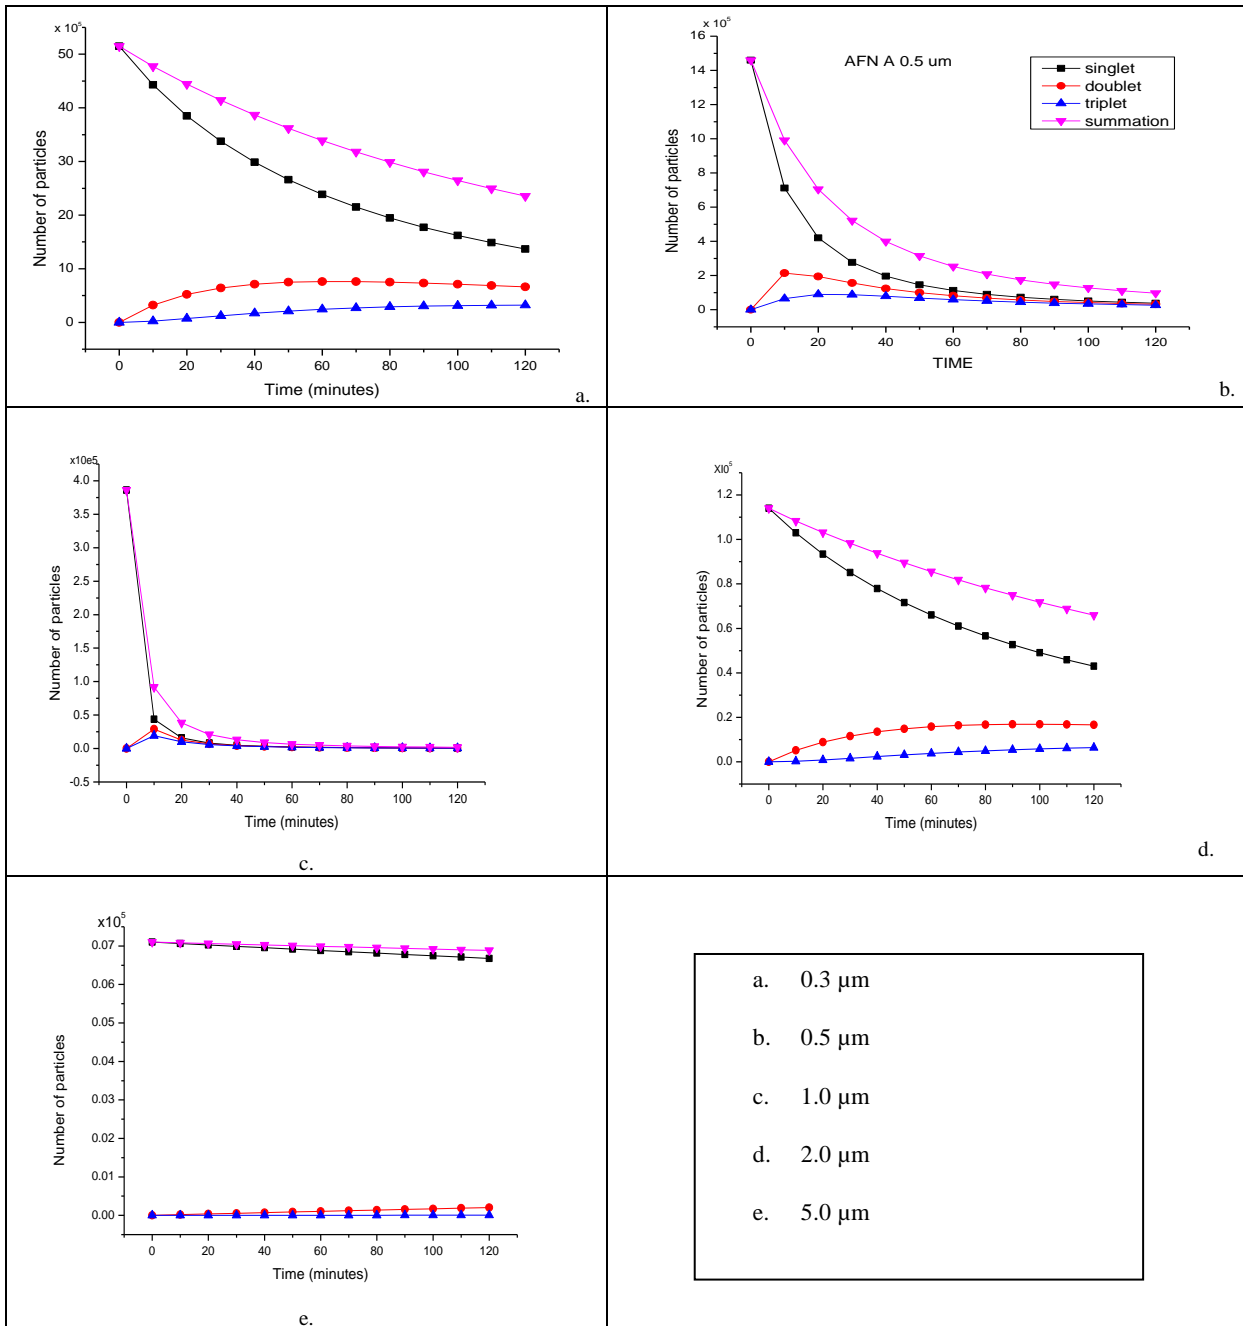 x 10⁵
50
40
30
20
10
0
Number of particles
0 20 40 60 80 100 120
Time (minutes)
a.
x 10⁵
16
14
12
10
8
6
4
2
0
Number of particles
AFN A 0.5 um
singlet
doublet
triplet
summation
0 20 40 60 80 100 120
TIME
b.
x10e5
4.0
3.5
3.0
2.5
2.0
1.5
1.0
0.5
0.0
-0.5
Number of particles
0 20 40 60 80 100 120
Time (minutes)
c.
XI0⁵
1.2
1.0
0.8
0.6
0.4
0.2
0.0
Number of particles)
0 20 40 60 80 100 120
Time (minutes)
d.
x10⁵
0.07
0.06
0.05
0.04
0.03
0.02
0.01
0.00
Number of particles
0 20 40 60 80 100 120
Time (minutes)
e.
a. 0.3 µm
b. 0.5 µm
c. 1.0 µm
d. 2.0 µm
e. 5.0 µm